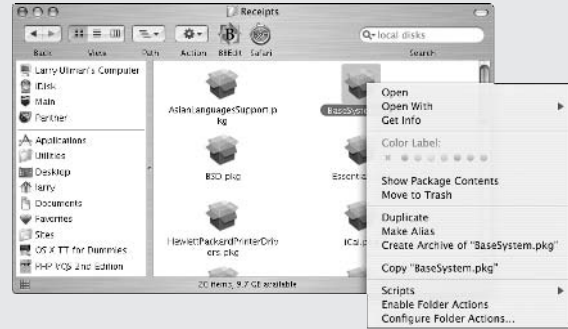 Receipts
Back View Path Action BBEdit Safari Search
local disks
Larry Ullman's Computer
iDisk
Main
Partner
Applications
Utilities
Desktop
larry
Documents
Favorites
Sites
OS X TT for Dummies
PHP VQS 2nd Edition
AsianLanguagesSupport.p
kg
BaseSystem
BSD.pkg
Essential
HewlettPackardPrinterDriv
ers.pkg
iCal.p
20 items, 9.7 GB available
Open
Open With
Get Info
Color Label:
Show Package Contents
Move to Trash
Duplicate
Make Alias
Create Archive of "BaseSystem.pkg"
Copy "BaseSystem.pkg"
Scripts
Enable Folder Actions
Configure Folder Actions...